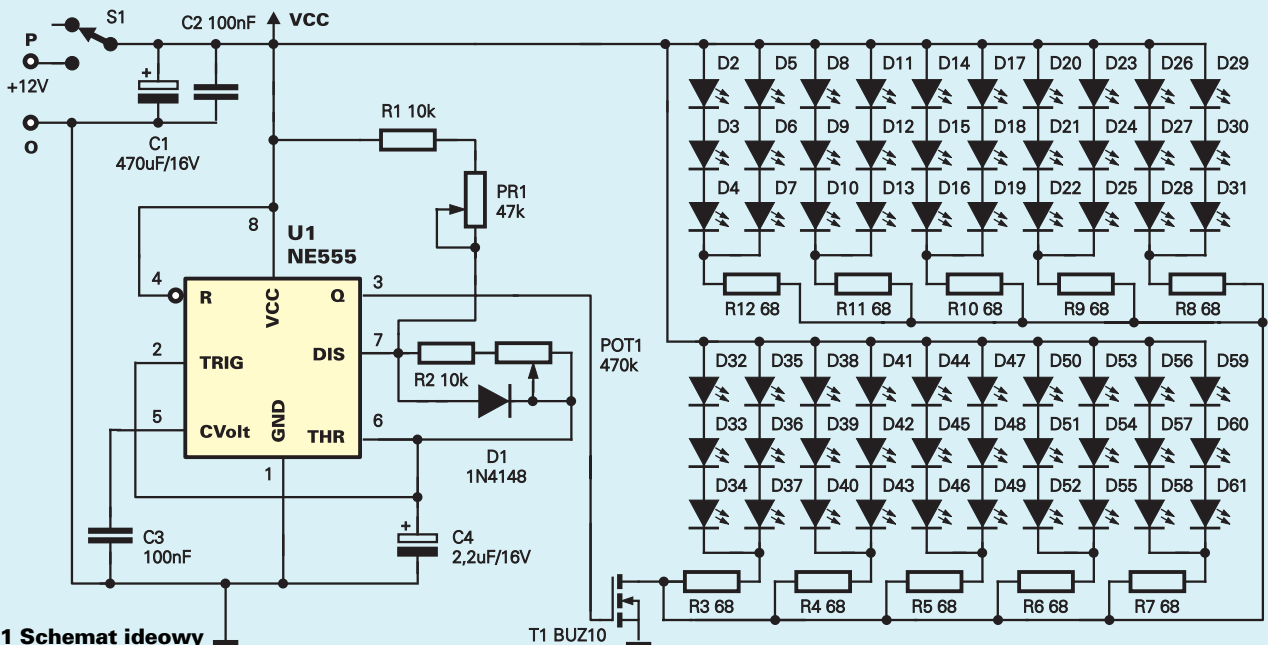 S1
C2 100nF
VCC
P
+12V
O
C1
470uF/16V
R1 10k
PR1
47k
8
U1
NE555
4
R
VCC
Q
3
2
TRIG
DIS
7
R2 10k
POT1
470k
5
CVolt
GND
THR
6
1
D1
1N4148
C3
100nF
C4
2,2uF/16V
T1 BUZ10
1 Schemat ideowy
D2 D5 D8 D11 D14 D17 D20 D23 D26 D29
D3 D6 D9 D12 D15 D18 D21 D24 D27 D30
D4 D7 D10 D13 D16 D19 D22 D25 D28 D31
R12 68 R11 68 R10 68 R9 68 R8 68
D32 D35 D38 D41 D44 D47 D50 D53 D56 D59
D33 D36 D39 D42 D45 D48 D51 D54 D57 D60
D34 D37 D40 D43 D46 D49 D52 D55 D58 D61
R3 68 R4 68 R5 68 R6 68 R7 68